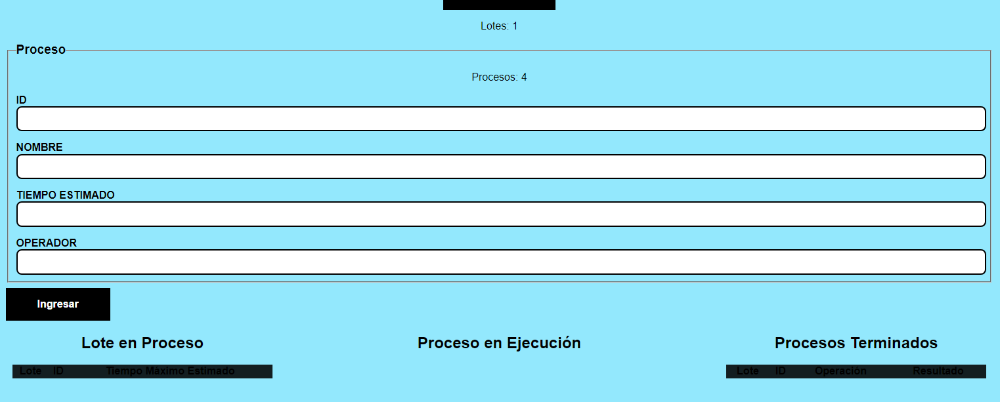 Lotes: 1
Proceso
Procesos: 4
ID
NOMBRE
TIEMPO ESTIMADO
OPERADOR
Ingresar
Lote en Proceso
Lote ID Tiempo Máximo Estimado
Proceso en Ejecución
Procesos Terminados
Lote ID Operación Resultado